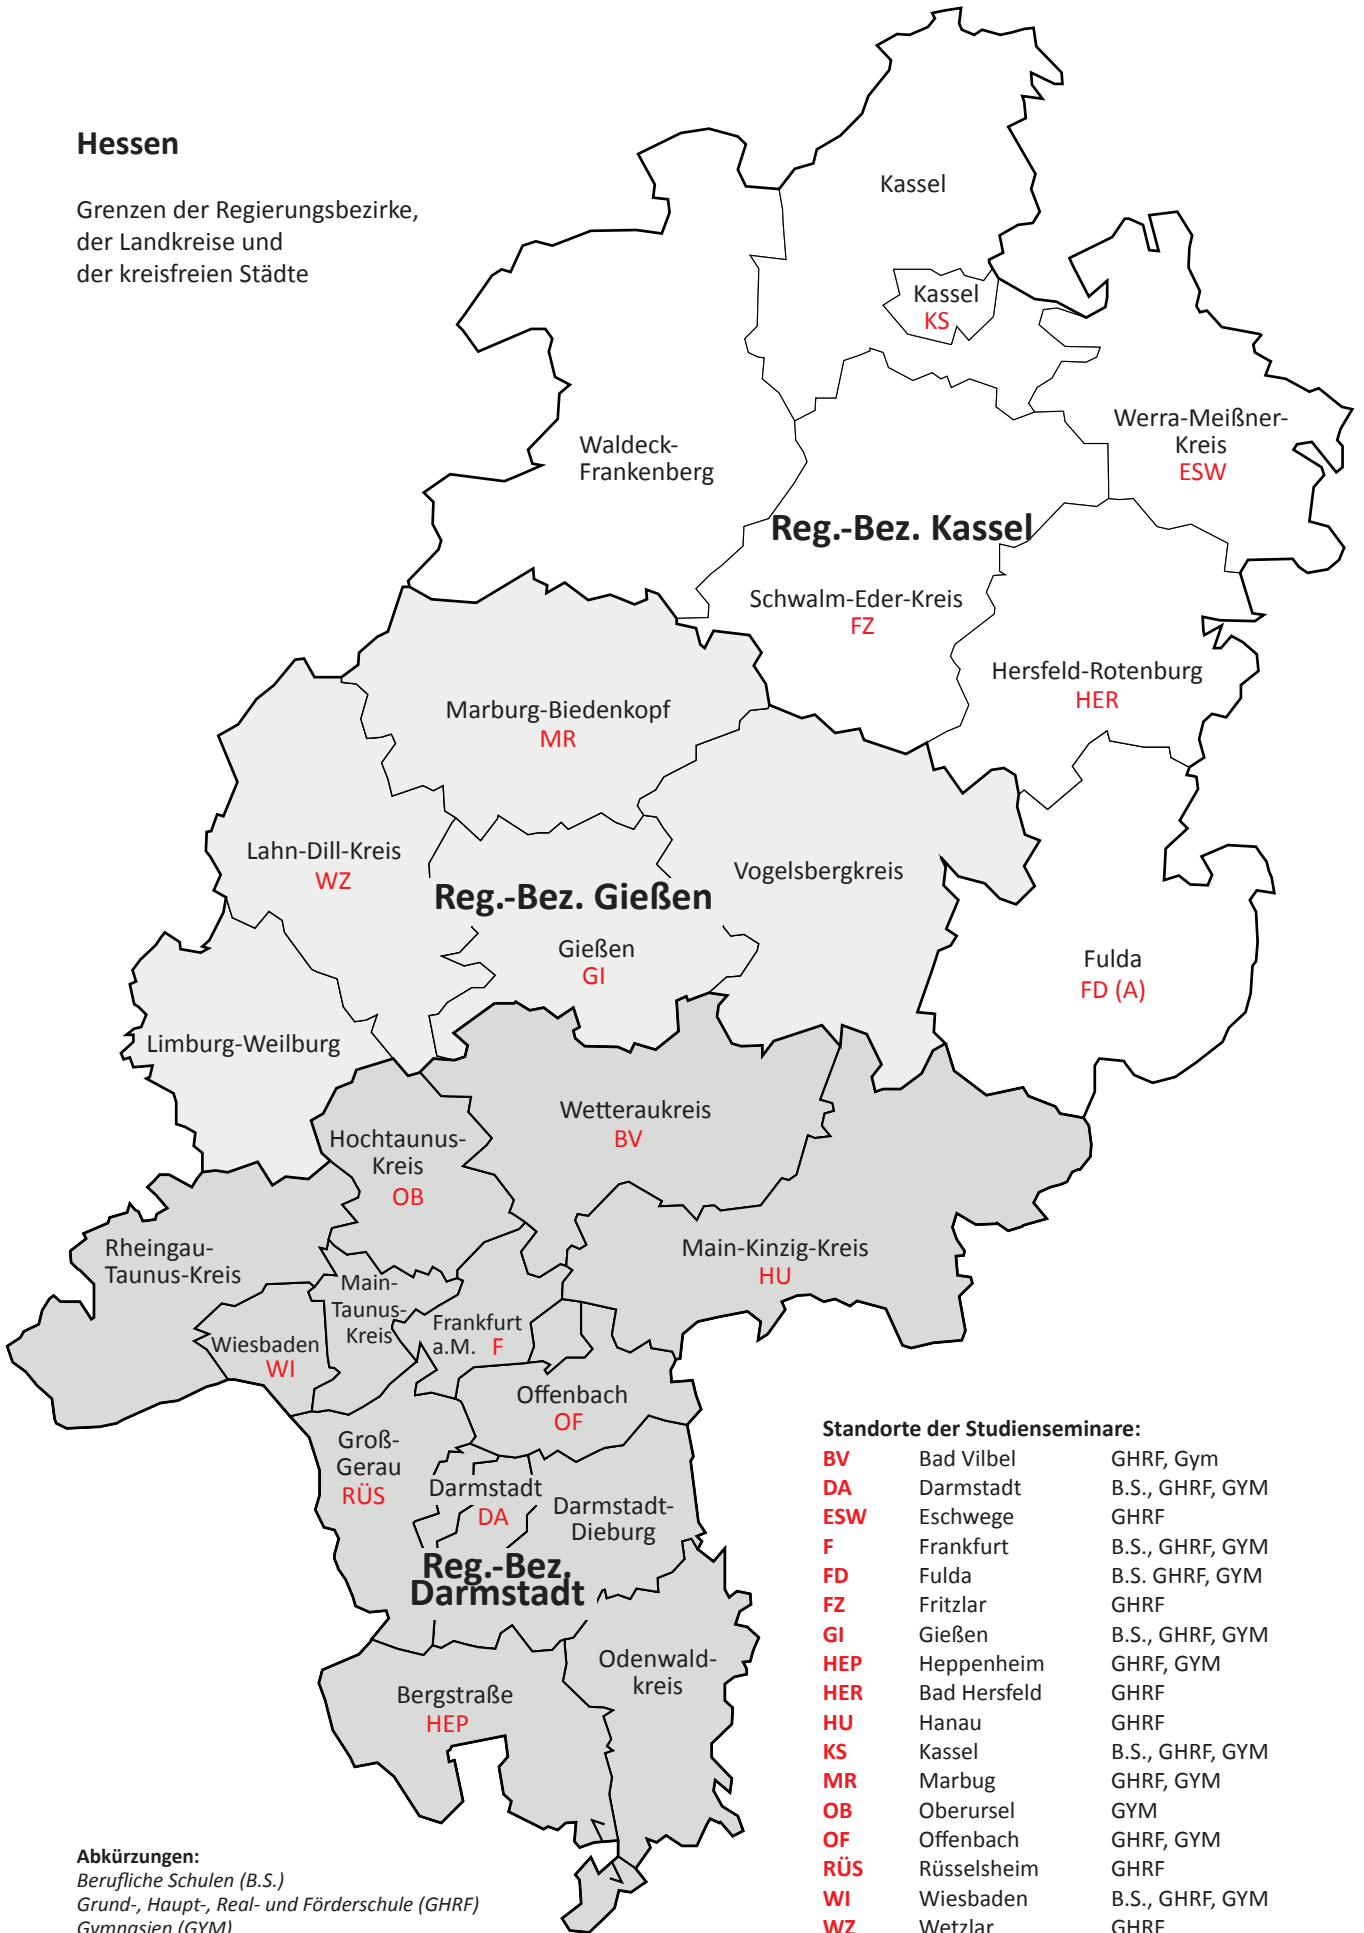 Hessen
Grenzen der Regierungsbezirke,
der Landkreise und
der kreisfreien Städte
Kassel
Kassel
KS
Werra-Meißner-
Kreis
ESW
Waldeck-
Frankenberg
Reg.-Bez. Kassel
Schwalm-Eder-Kreis
FZ
Hersfeld-Rotenburg
HER
Marburg-Biedenkopf
MR
Lahn-Dill-Kreis
WZ
Vogelsbergkreis
Reg.-Bez. Gießen
Gießen
GI
Fulda
FD (A)
Limburg-Weilburg
Wetteraukreis
BV
Hochtaunus-
Kreis
OB
Rheingau-
Taunus-Kreis
Main-Kinzig-Kreis
HU
Main-
Taunus-
Kreis
Frankfurt
a.M. F
Wiesbaden
WI
Offenbach
OF
Groß-
Gerau
RÜS
Darmstadt
DA
Darmstadt-
Dieburg
Reg.-Bez.
Darmstadt
Odenwald-
kreis
Bergstraße
HEP
Standorte der Studienseminare:
BV Bad Vilbel GHRF, Gym
DA Darmstadt B.S., GHRF, GYM
ESW Eschwege GHRF
F Frankfurt B.S., GHRF, GYM
FD Fulda B.S. GHRF, GYM
FZ Fritzlar GHRF
GI Gießen B.S., GHRF, GYM
HEP Heppenheim GHRF, GYM
HER Bad Hersfeld GHRF
HU Hanau GHRF
KS Kassel B.S., GHRF, GYM
MR Marbug GHRF, GYM
OB Oberursel GYM
OF Offenbach GHRF, GYM
RÜS Rüsselsheim GHRF
WI Wiesbaden B.S., GHRF, GYM
WZ Wetzlar GHRF
Abkürzungen:
Berufliche Schulen (B.S.)
Grund-, Haupt-, Real- und Förderschule (GHRF)
Gymnasien (GYM)